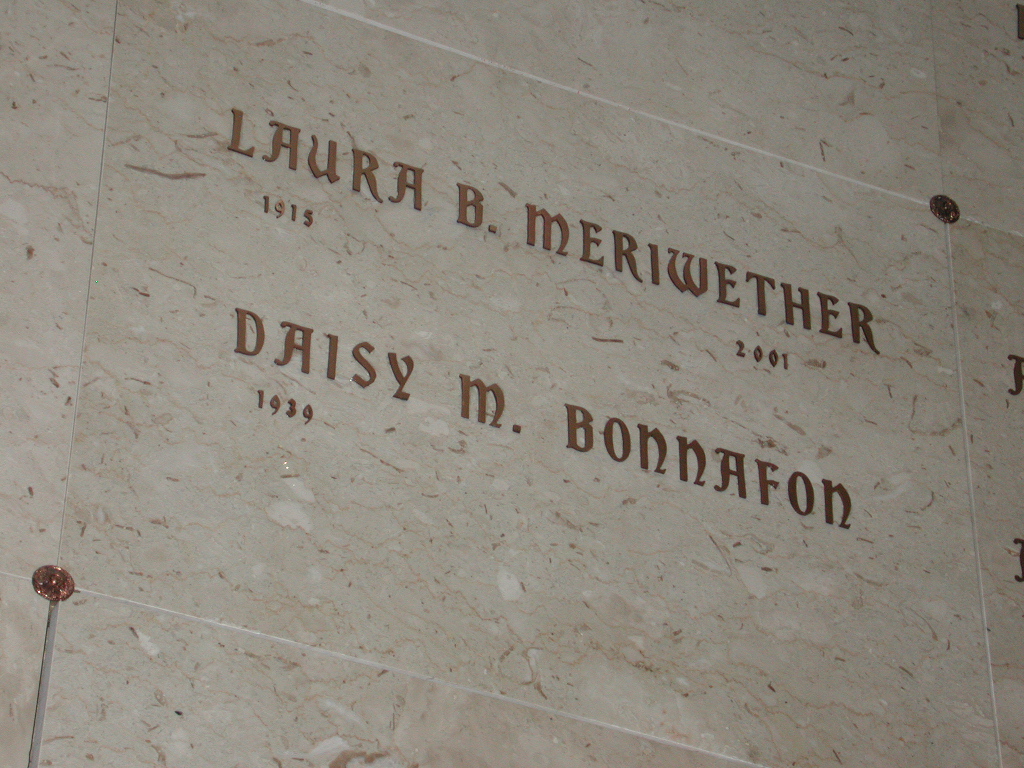 LAURA B. MERIWETHER
1915 2001
DAISY M. BONNAFON
1939